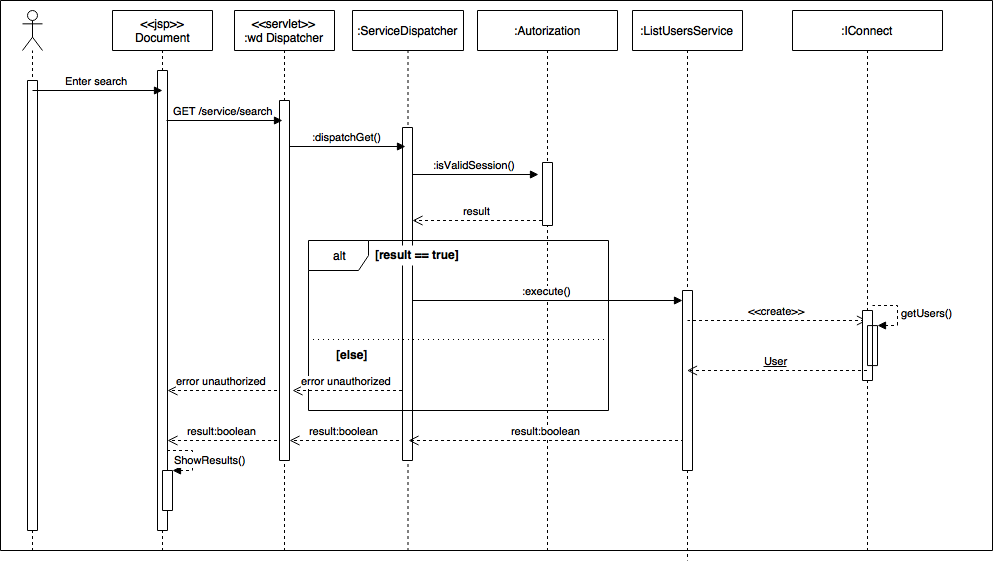 <<jsp>>
Document
<<servlet>>
:wd Dispatcher
:ServiceDispatcher
:Autorization
:ListUsersService
:IConnect
Enter search
GET /service/search
:dispatchGet()
:isValidSession()
result
alt
[result == true]
:execute()
<<create>>
getUsers()
[else]
User
error unauthorized
error unauthorized
result:boolean
result:boolean
result:boolean
ShowResults()